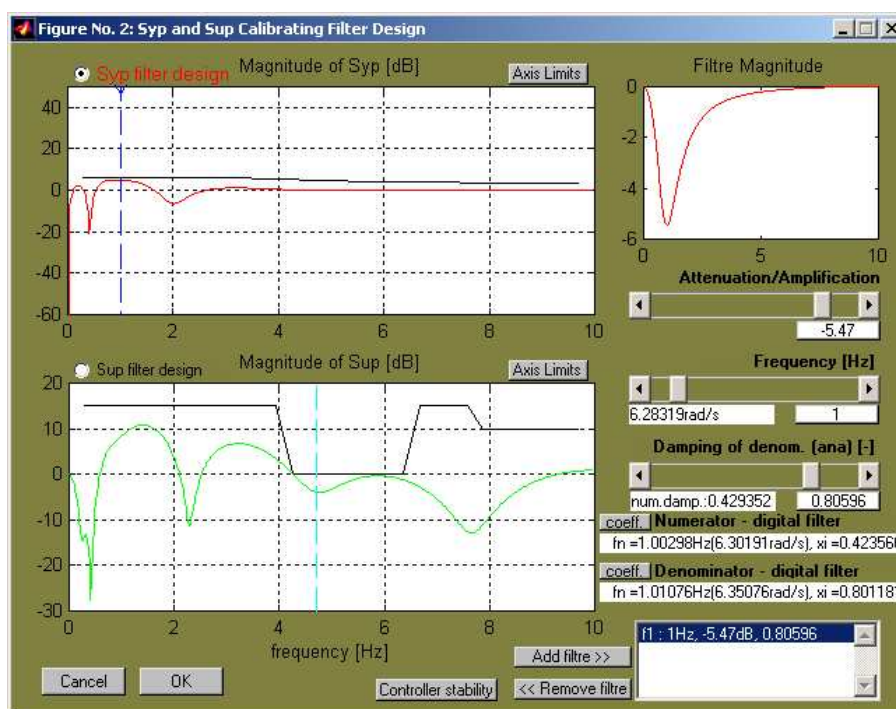 Figure No. 2: Syp and Sup Calibrating Filter Design
Syp filter design
Magnitude of Syp [dB]
Axis Limits
40
20
0
-20
-40
-60
0
2
4
6
8
10
Filtre Magnitude
0
-2
-4
-6
0
5
10
Attenuation/Amplification
-5.47
Frequency [Hz]
6.28319rad/s
1
Damping of denom. (ana) [-]
num.damp.:0.429352
0.80596
coeff. Numerator - digital filter
fn =1.00298Hz(6.30191rad/s), xi =0.423560
coeff. Denominator - digital filter
fn =1.01076Hz(6.35076rad/s), xi =0.801181
Sup filter design
Magnitude of Sup [dB]
Axis Limits
20
10
0
-10
-20
-30
0
2
4
6
8
10
frequency [Hz]
f1 : 1Hz, -5.47dB, 0.80596
Add filtre >>
<< Remove filtre
Controller stability
Cancel
OK